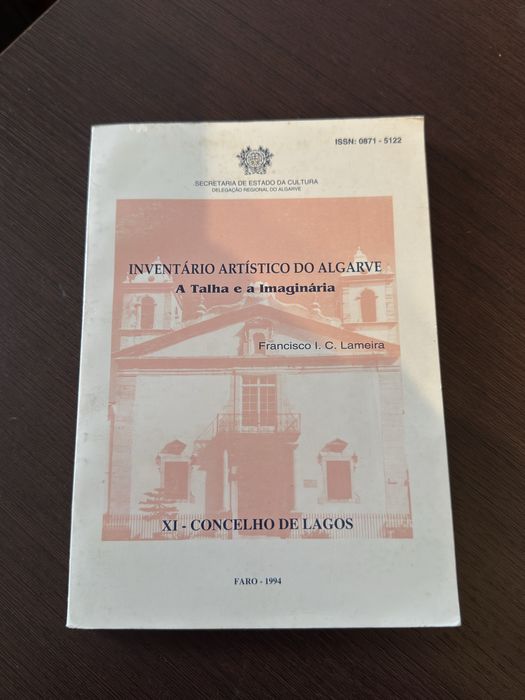 ISSN: 0871 - 5122
SECRETARIA DE ESTADO DA CULTURA
DELEGAÇÃO REGIONAL DO ALGARVE
INVENTÁRIO ARTÍSTICO DO ALGARVE
A Talha e a Imaginária
Francisco I. C. Lameira
XI - CONCELHO DE LAGOS
FARO - 1994